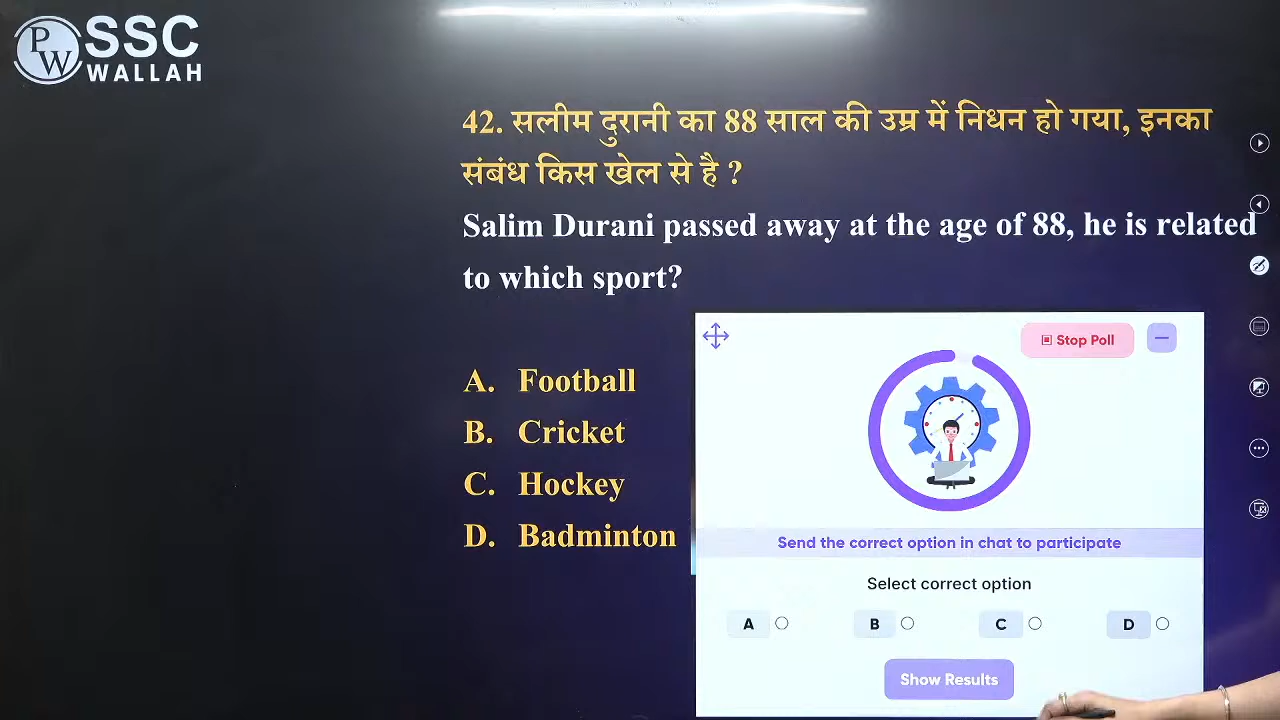 PW
SSC
WALLAH
42. सलीम दुरानी का 88 साल की उम्र में निधन हो गया, इनका
संबंध किस खेल से है ?
Salim Durani passed away at the age of 88, he is related
to which sport?
A. Football
B. Cricket
C. Hockey
D. Badminton
Stop Poll
Send the correct option in chat to participate
Select correct option
A
B
C
D
Show Results